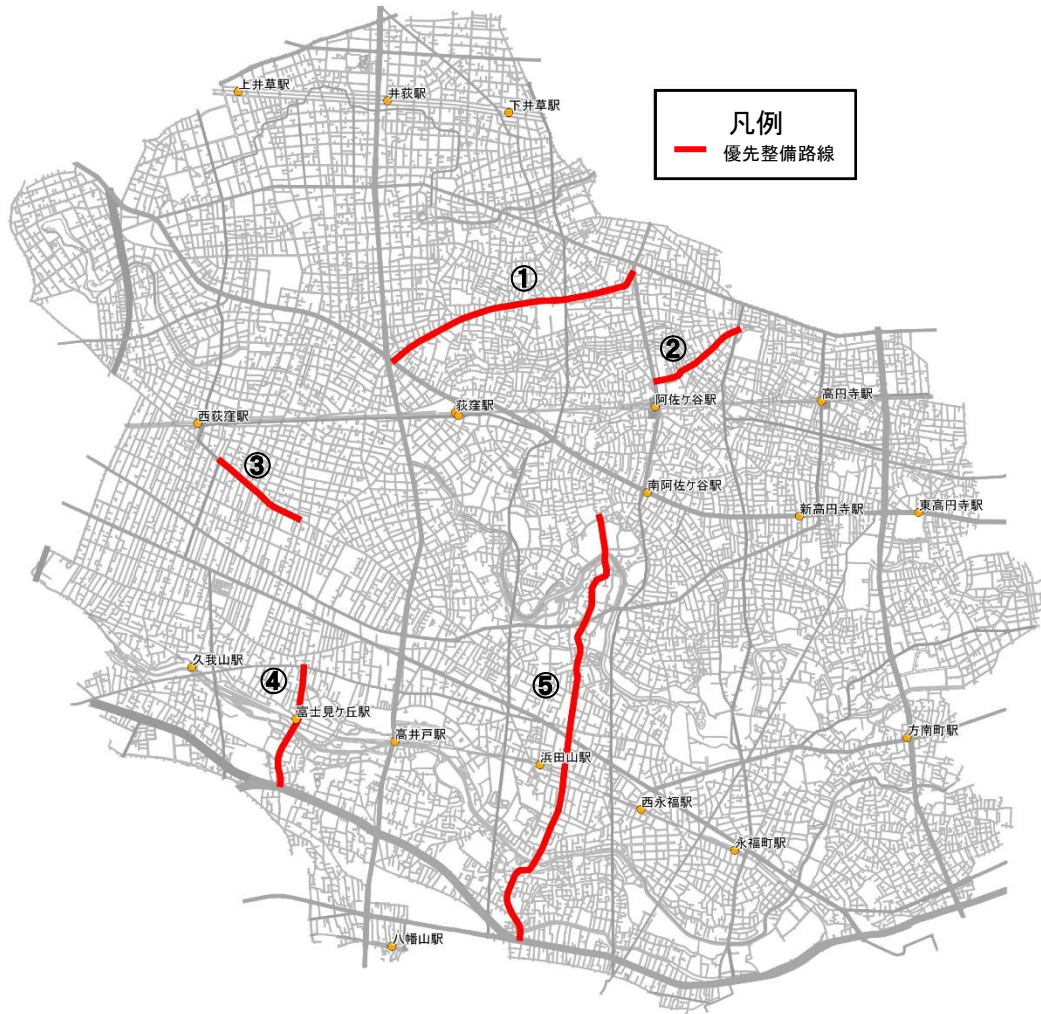 上井草駅
井荻駅
下井草駅
凡例
優先整備路線
①
②
阿佐ケ谷駅
高円寺駅
荻窪駅
西荻窪駅
③
南阿佐ケ谷駅
新高円寺駅
東高円寺駅
久我山駅
④
⑤
富士見ケ丘駅
高井戸駅
浜田山駅
方南町駅
西永福駅
永福町駅
八幡山駅